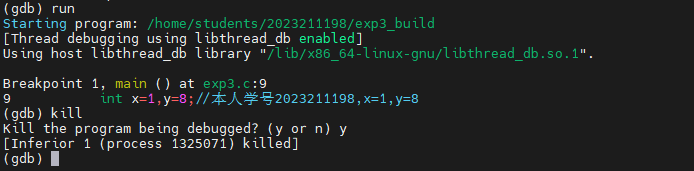 (gdb) run
Starting program: /home/students/2023211198/exp3_build
[Thread debugging using libthread_db enabled]
Using host libthread_db library "/lib/x86_64-linux-gnu/libthread_db.so.1".
Breakpoint 1, main () at exp3.c:9
9 int x=1,y=8;//本人学号2023211198,x=1,y=8
(gdb) kill
Kill the program being debugged? (y or n) y
[Inferior 1 (process 1325071) killed]
(gdb)